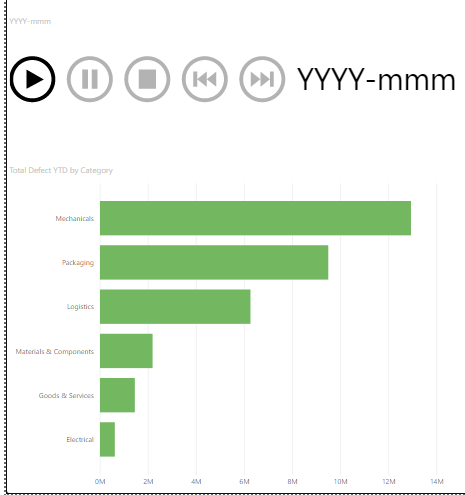 YYYY-mmm
YYYY-mmm
Total Defect YTD by Category
Mechanicals
Packaging
Logistics
Materials & Components
Goods & Services
Electrical
0M 2M 4M 6M 8M 10M 12M 14M